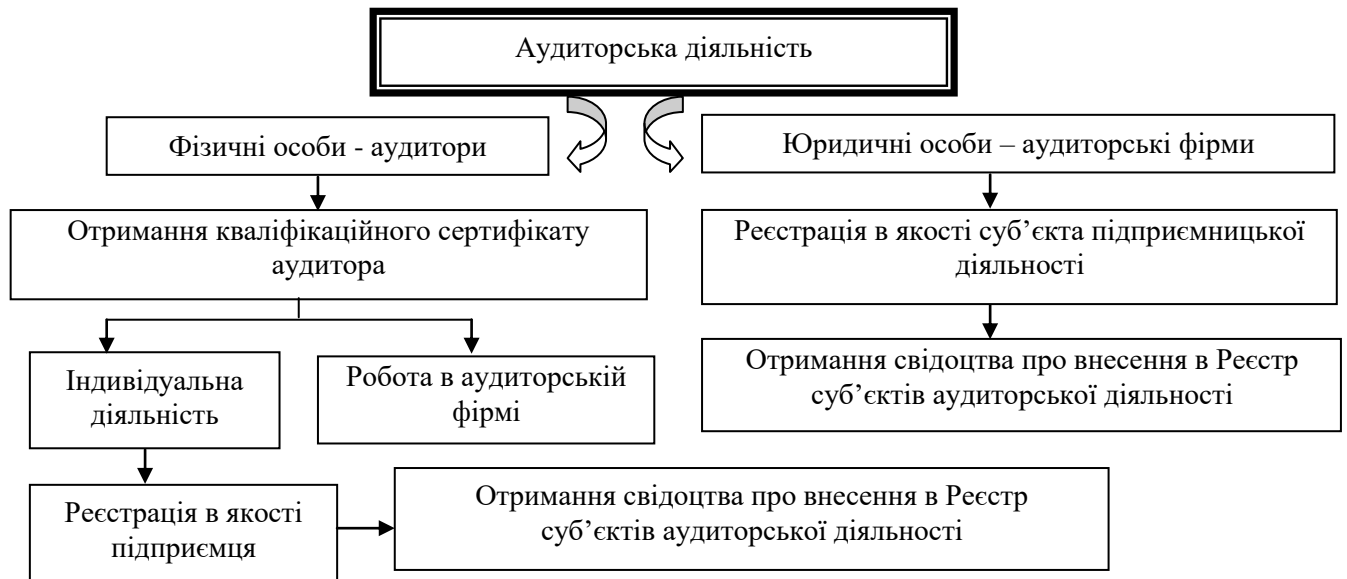 Аудиторська діяльність
Фізичні особи - аудитори
Юридичні особи – аудиторські фірми
Отримання кваліфікаційного сертифікату
аудитора
Реєстрація в якості суб’єкта підприємницької
діяльності
Індивідуальна
діяльність
Робота в аудиторській
фірмі
Отримання свідоцтва про внесення в Реєстр
суб’єктів аудиторської діяльності
Реєстрація в якості
підприємця
Отримання свідоцтва про внесення в Реєстр
суб’єктів аудиторської діяльності